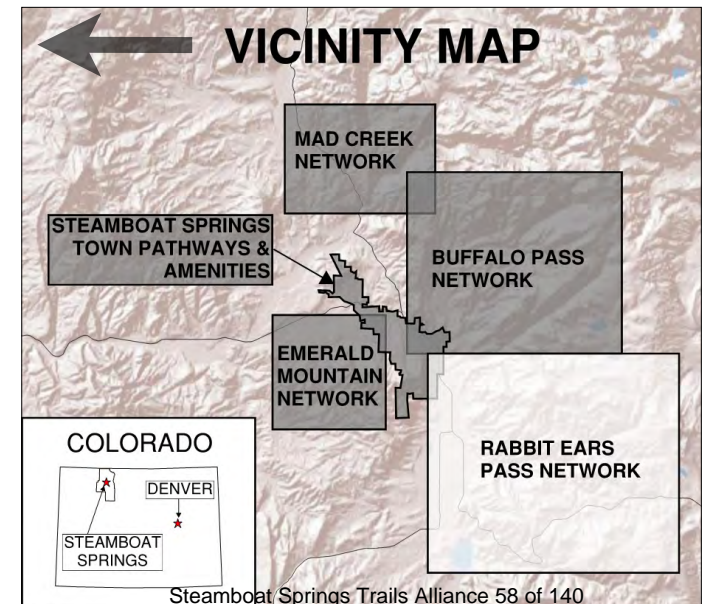 VICINITY MAP
MAD CREEK
NETWORK
STEAMBOAT SPRINGS
TOWN PATHWAYS &
AMENITIES
BUFFALO PASS
NETWORK
EMERALD
MOUNTAIN
NETWORK
RABBIT EARS
PASS NETWORK
COLORADO
DENVER
STEAMBOAT
SPRINGS
Steamboat Springs Trails Alliance 58 of 140